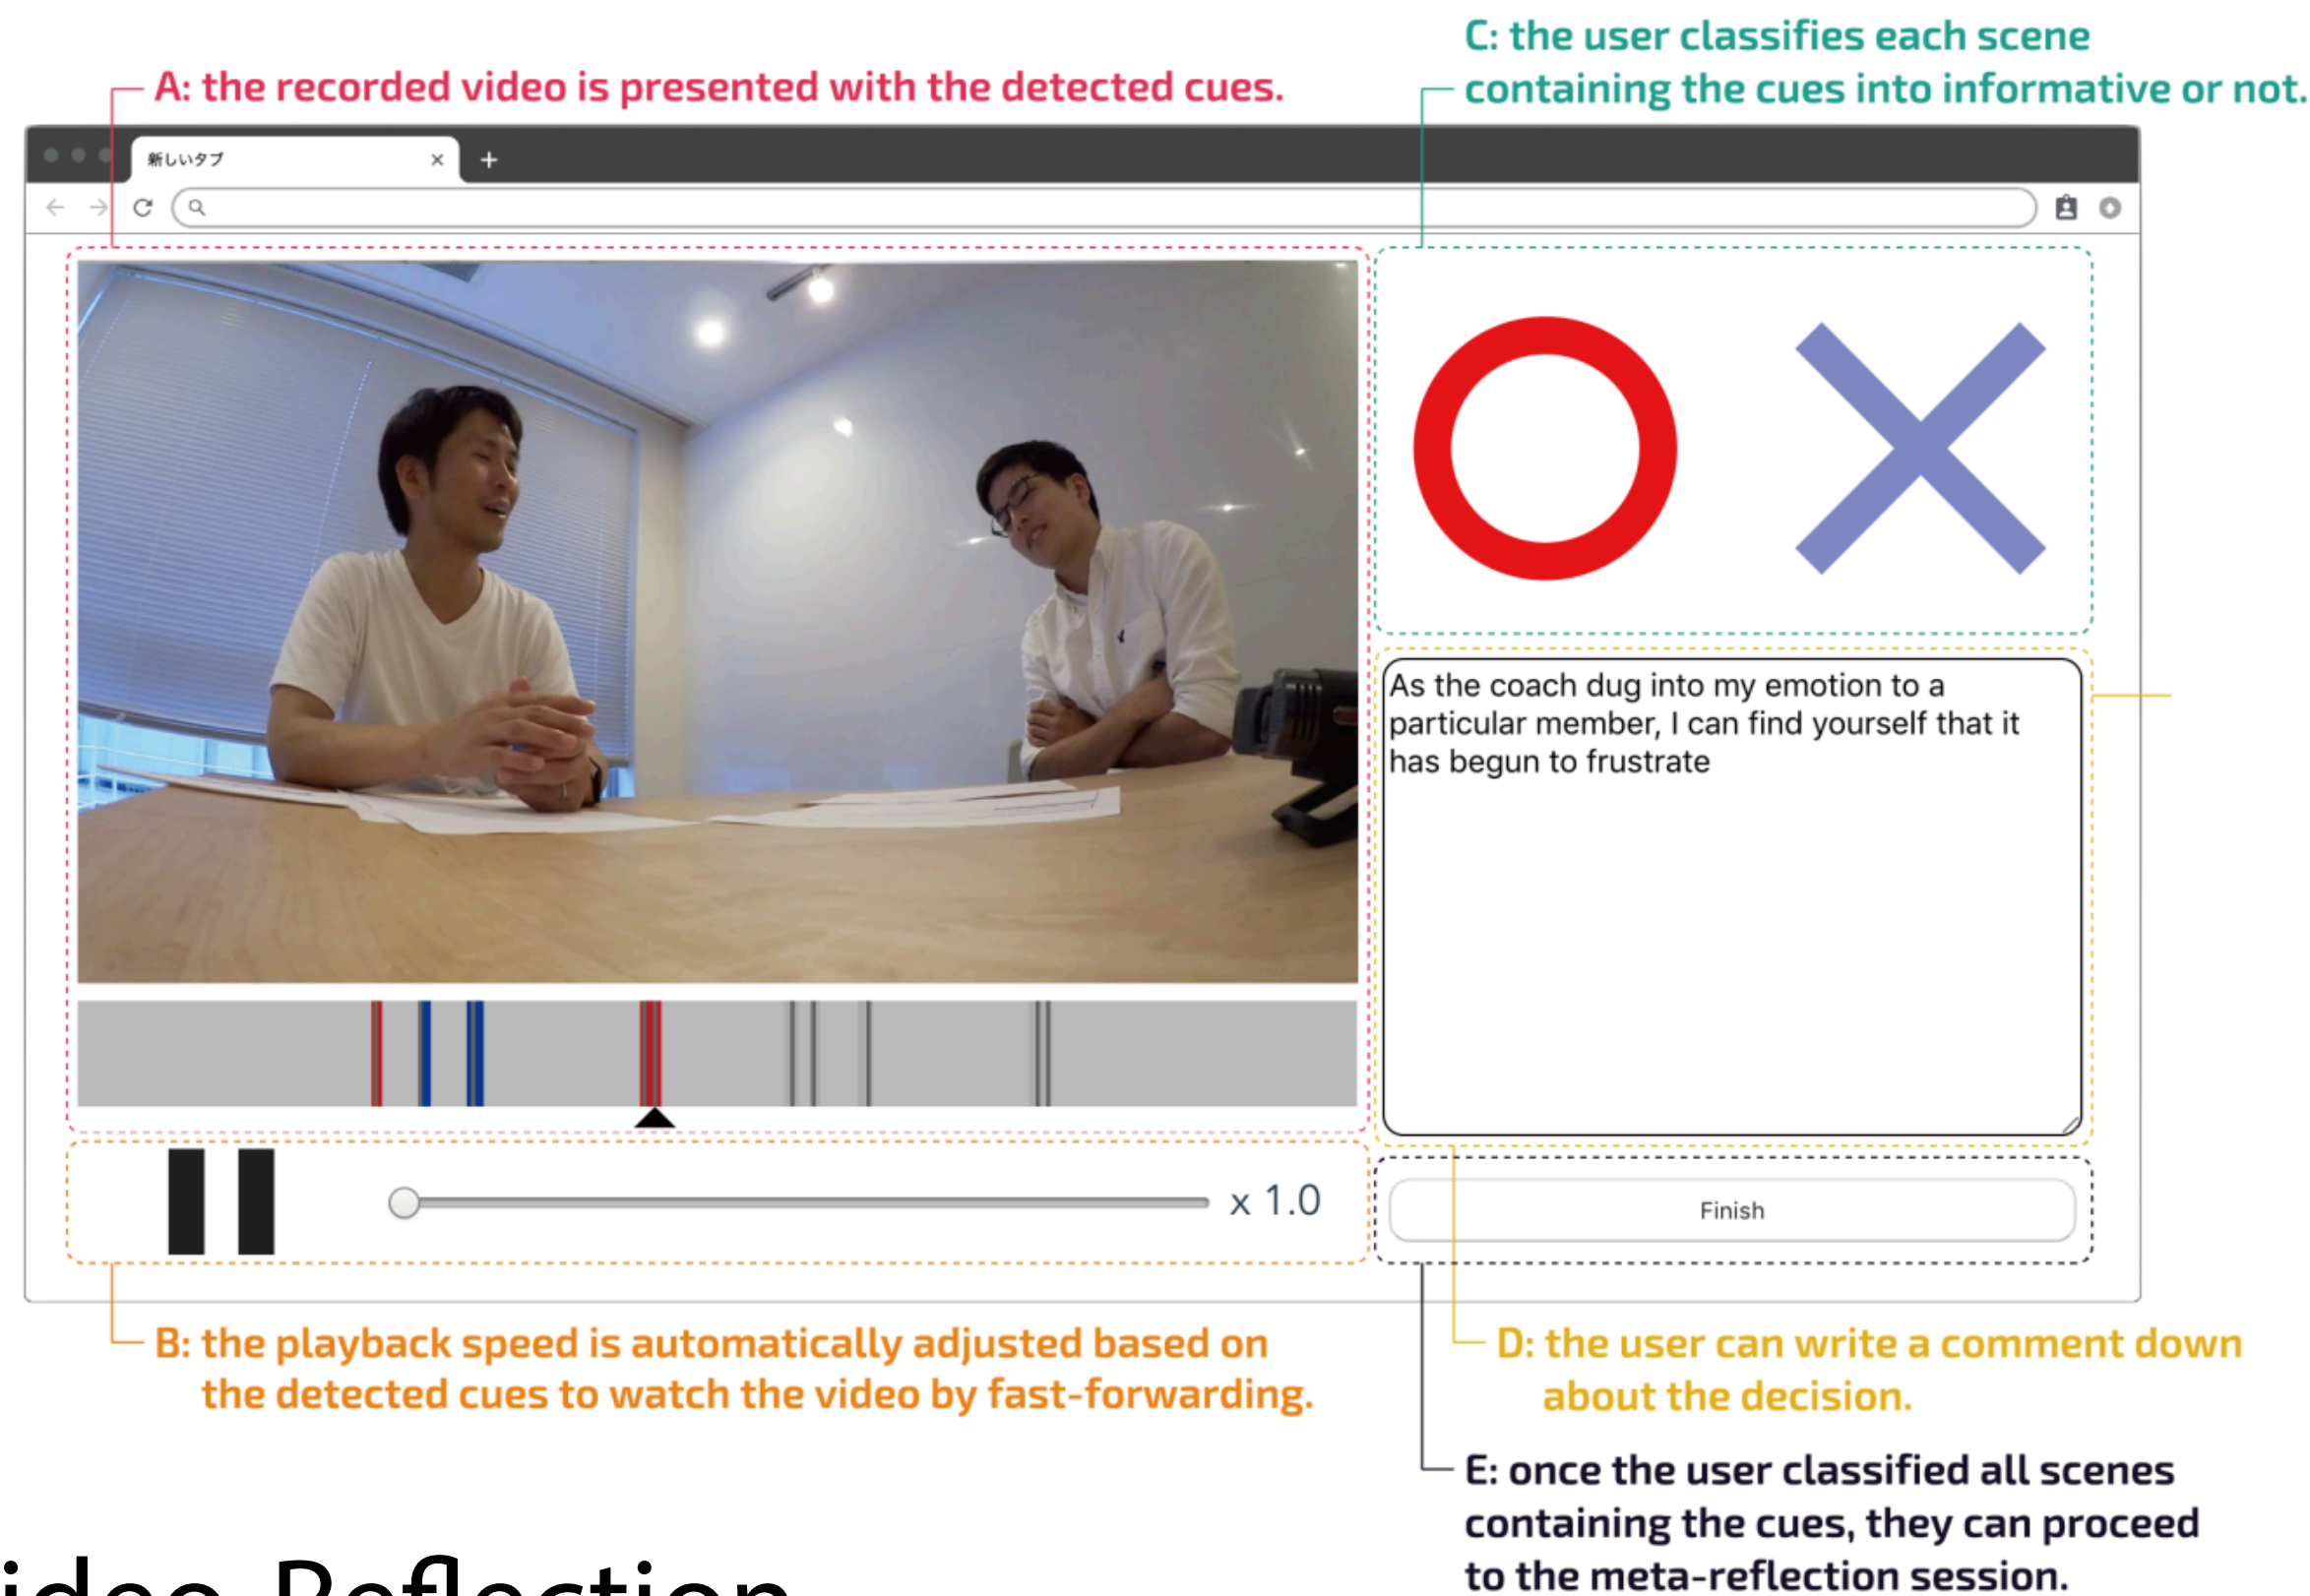 C: the user classifies each scene
containing the cues into informative or not.
A: the recorded video is presented with the detected cues.
新しいタブ
As the coach dug into my emotion to a
particular member, I can find yourself that it
has begun to frustrate
x 1.0
Finish
B: the playback speed is automatically adjusted based on
the detected cues to watch the video by fast-forwarding.
D: the user can write a comment down
about the decision.
E: once the user classified all scenes
containing the cues, they can proceed
to the meta-reflection session.
ideo Reflection